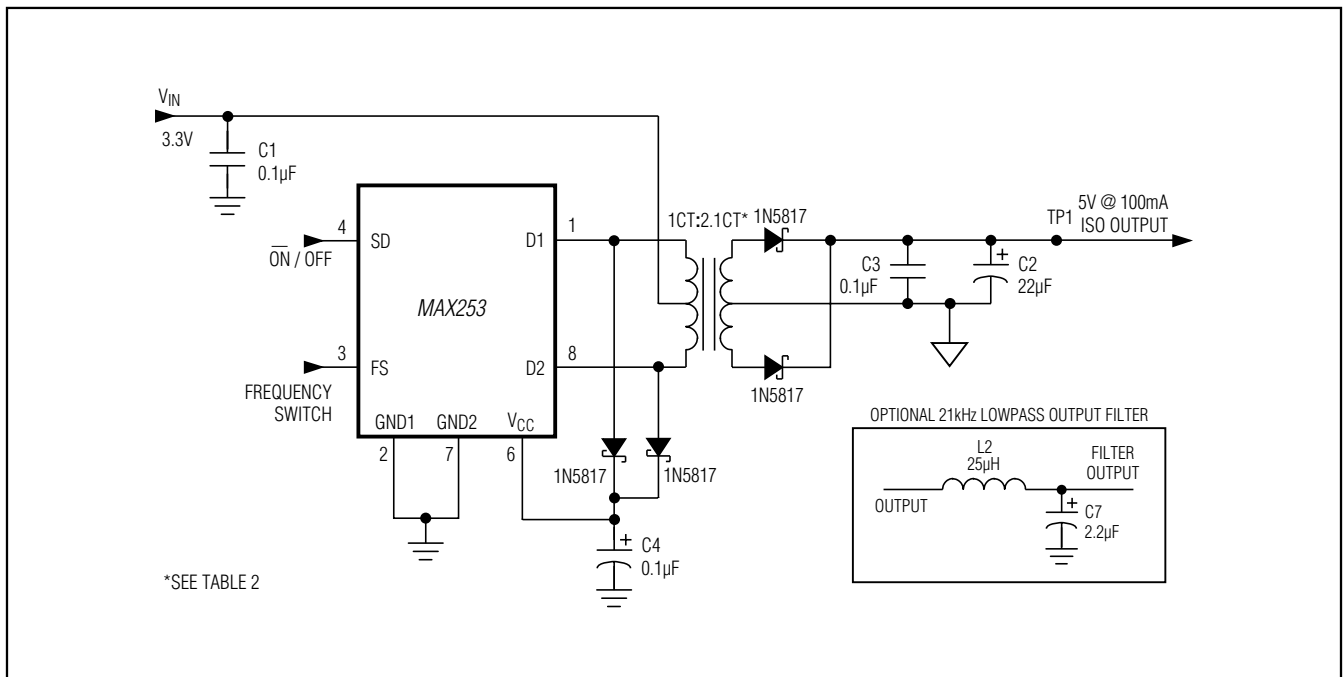 VIN
3.3V
C1
0.1µF
4
SD
ON / OFF
3
FS
FREQUENCY
SWITCH
MAX253
D1
1
D2
8
GND1
GND2
VCC
2
7
6
1CT:2.1CT*
1N5817
1N5817
1N5817
1N5817
C4
0.1µF
C3
0.1µF
C2
22µF
TP1
5V @ 100mA
ISO OUTPUT
OPTIONAL 21kHz LOWPASS OUTPUT FILTER
L2
25µH
OUTPUT
FILTER
OUTPUT
C7
2.2µF
*SEE TABLE 2